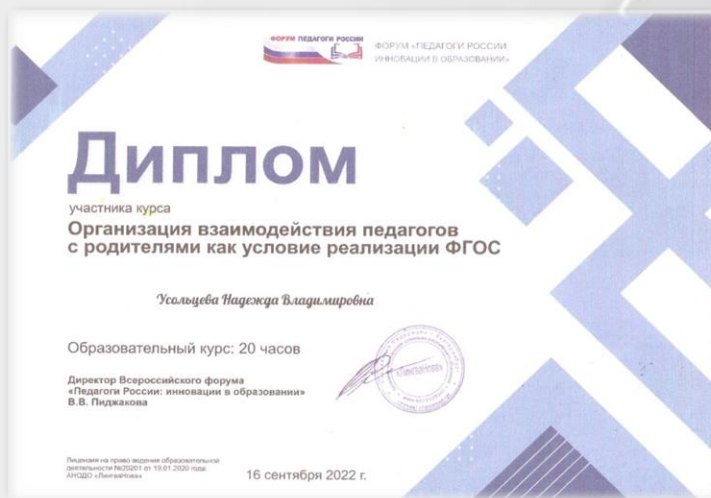 ФОРУМ ПЕДАГОГИ РОССИИ
ФОРУМ «ПЕДАГОГИ РОССИИ:
ИННОВАЦИИ В ОБРАЗОВАНИИ»
Диплом
участника курса
Организация взаимодействия педагогов
с родителями как условие реализации ФГОС
Усольцева Надежда Владимировна
Образовательный курс: 20 часов
Директор Всероссийского форума
«Педагоги России: инновации в образовании»
В.В. Пиджакова
Лицензия на право ведения образовательной
деятельности №20201 от 19.01.2020 года.
АНОДО «ЛингваНова»
16 сентября 2022 г.